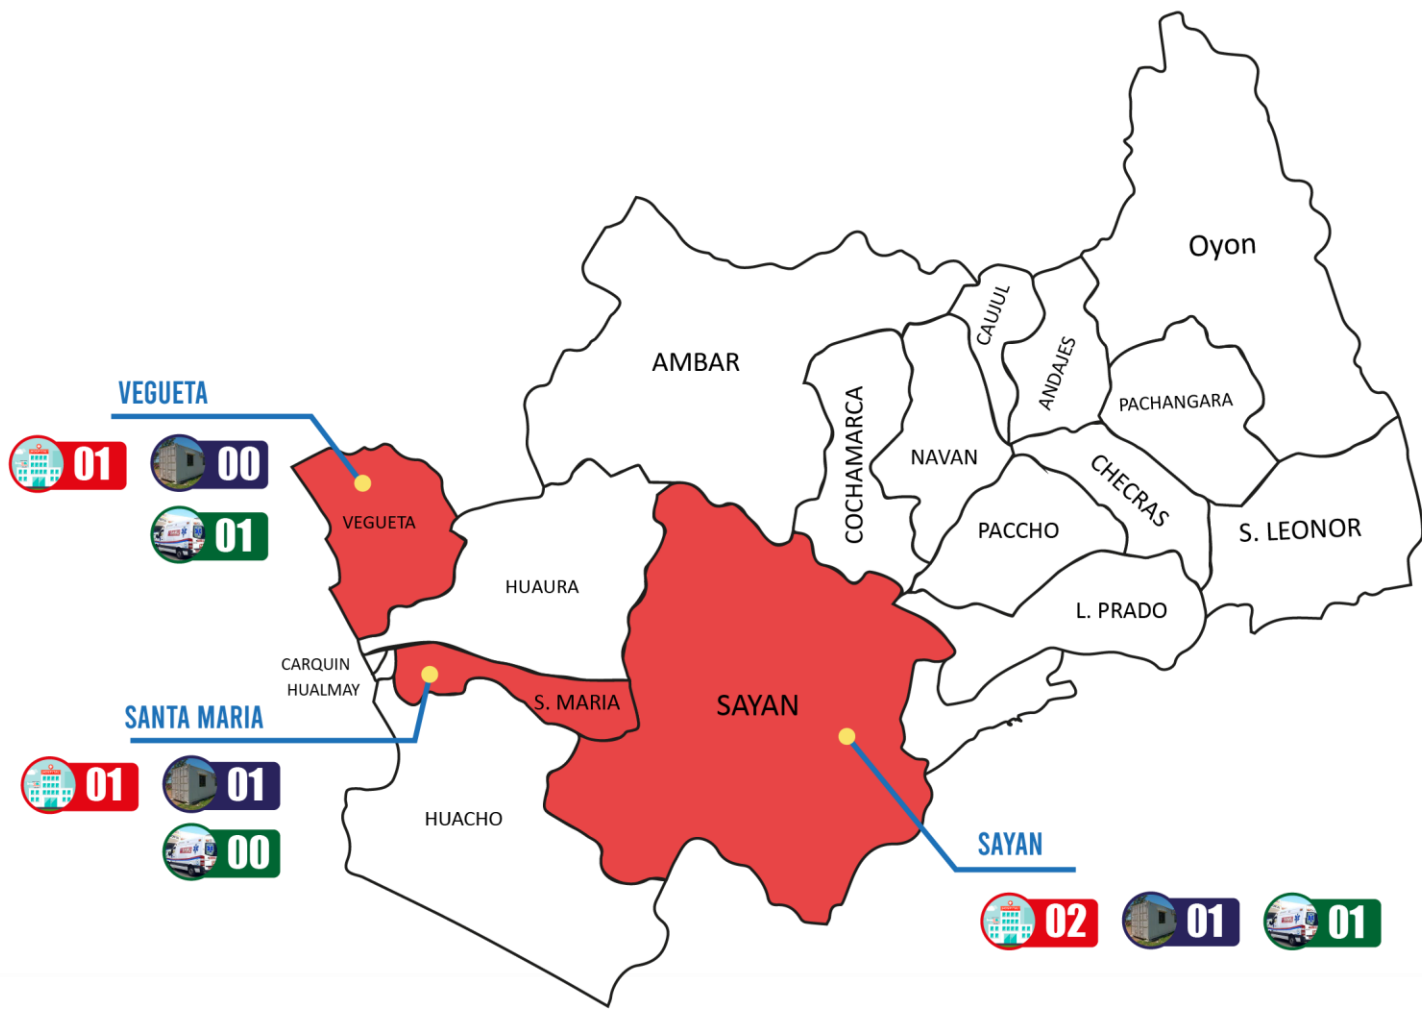 Oyon
CAUJUL
ANDAJES
AMBAR
PACHANGARA
VEGUETA
COCHAMARCA
NAVAN
CHECRAS
01
00
VEGUETA
PACCHO
S. LEONOR
01
HUAURA
L. PRADO
CARQUIN
HUALMAY
S. MARIA
SAYAN
SANTA MARIA
01
01
HUACHO
00
SAYAN
02
01
01